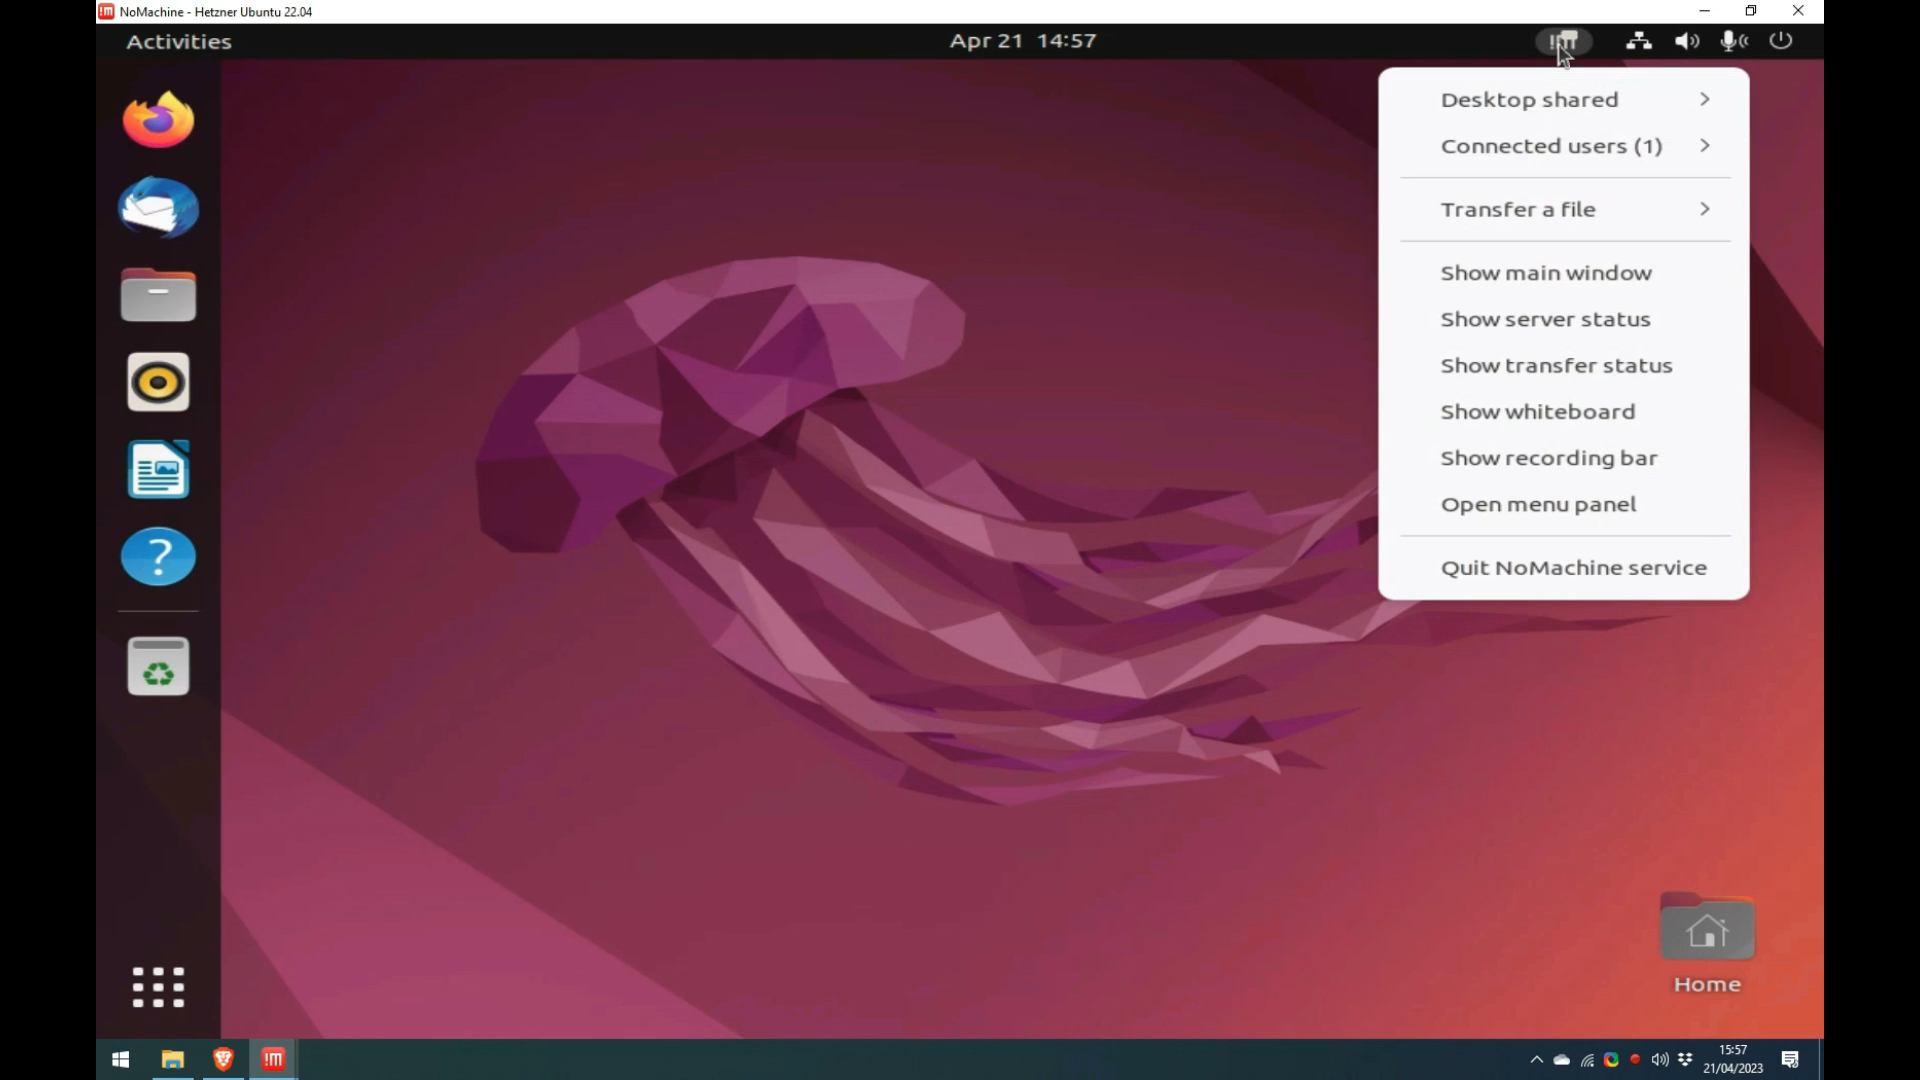 NoMachine - Hetzner Ubuntu 22.04
Activities
Apr 21 14:57
!m
Desktop shared
Connected users (1)
Transfer a file
Show main window
Show server status
Show transfer status
Show whiteboard
Show recording bar
Open menu panel
Quit NoMachine service
?
Home
!m
15:57
21/04/2023